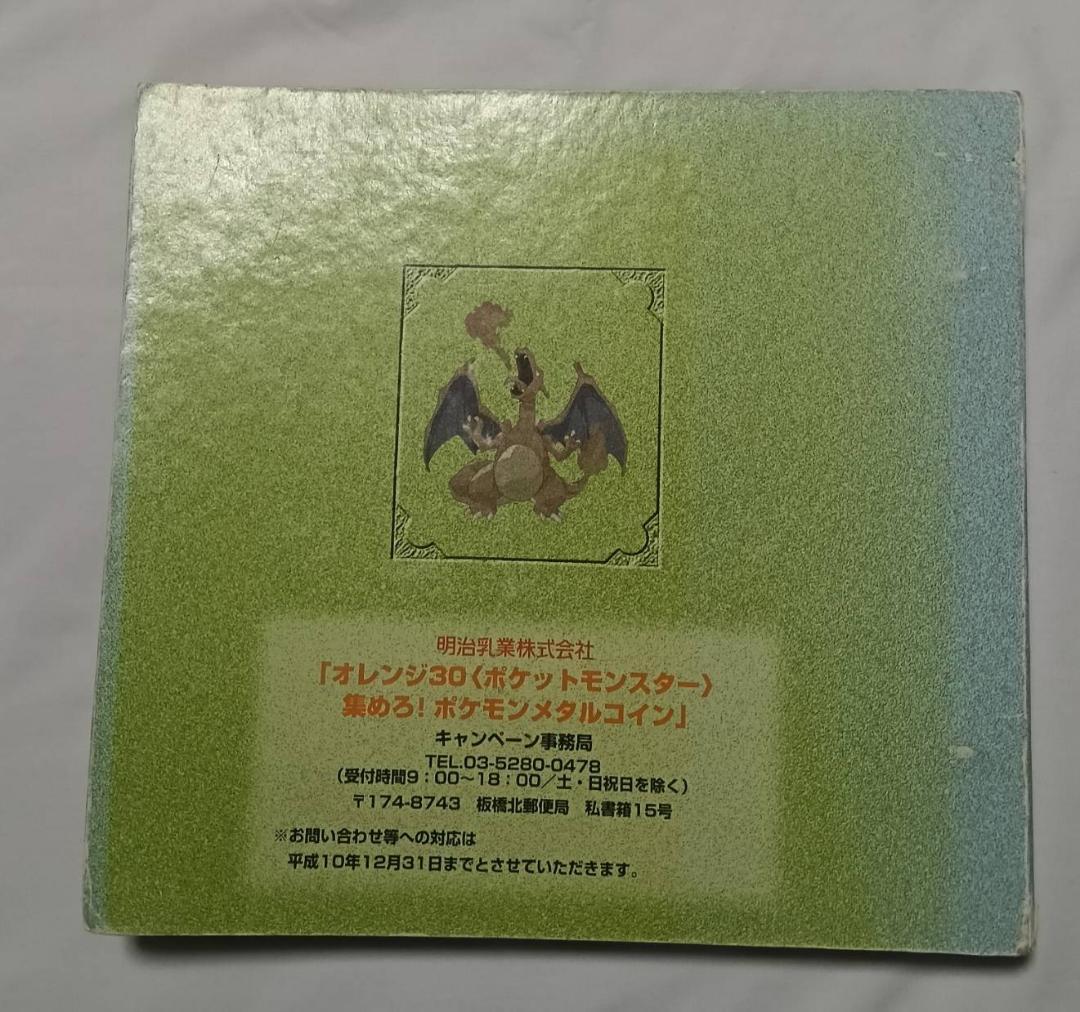 明治乳業株式会社
「オレンジ30〈ポケットモンスター〉
集めろ! ポケモンメタルコイン」
キャンペーン事務局
TEL.03-5280-0478
(受付時間9:00~18:00/土・日祝日を除く)
〒174-8743 板橋北郵便局 私書箱15号
※お問い合わせ等への対応は
平成10年12月31日までとさせていただきます。